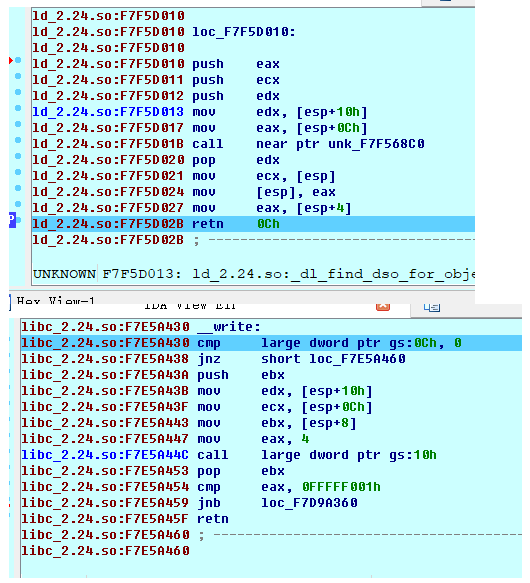 ld_2.24.so:F7F5D010
ld_2.24.so:F7F5D010 loc_F7F5D010:
ld_2.24.so:F7F5D010
ld_2.24.so:F7F5D010 push eax
ld_2.24.so:F7F5D011 push ecx
ld_2.24.so:F7F5D012 push edx
ld_2.24.so:F7F5D013 mov edx, [esp+10h]
ld_2.24.so:F7F5D017 mov eax, [esp+0Ch]
ld_2.24.so:F7F5D01B call near ptr unk_F7F568C0
ld_2.24.so:F7F5D020 pop edx
ld_2.24.so:F7F5D021 mov ecx, [esp]
ld_2.24.so:F7F5D024 mov [esp], eax
ld_2.24.so:F7F5D027 mov eax, [esp+4]
ld_2.24.so:F7F5D02B retn 0Ch
ld_2.24.so:F7F5D02B ; ---------------------------------------
UNKNOWN F7F5D013: ld_2.24.so:_dl_find_dso_for_obje
Hex View-1 IDA View-EIP
libc_2.24.so:F7E5A430 __write:
libc_2.24.so:F7E5A430 cmp large dword ptr gs:0Ch, 0
libc_2.24.so:F7E5A438 jnz short loc_F7E5A460
libc_2.24.so:F7E5A43A push ebx
libc_2.24.so:F7E5A43B mov edx, [esp+10h]
libc_2.24.so:F7E5A43F mov ecx, [esp+0Ch]
libc_2.24.so:F7E5A443 mov ebx, [esp+8]
libc_2.24.so:F7E5A447 mov eax, 4
libc_2.24.so:F7E5A44C call large dword ptr gs:10h
libc_2.24.so:F7E5A453 pop ebx
libc_2.24.so:F7E5A454 cmp eax, 0FFFFF001h
libc_2.24.so:F7E5A459 jnb loc_F7D9A360
libc_2.24.so:F7E5A45F retn
libc_2.24.so:F7E5A460 ; ---------------------------------------
libc_2.24.so:F7E5A460